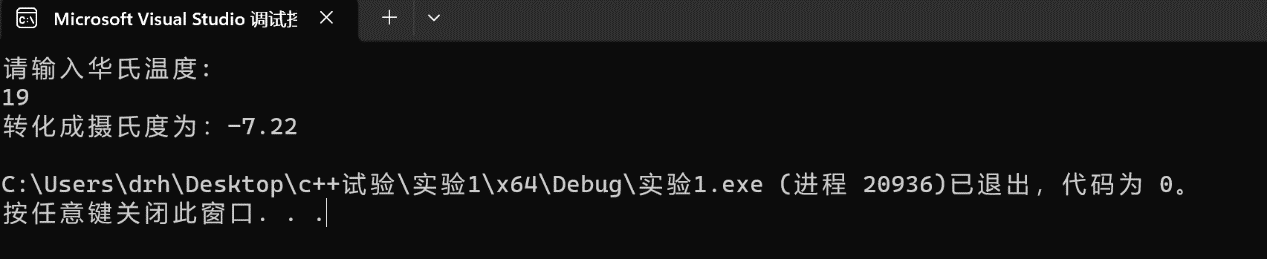 Microsoft Visual Studio 调试
请输入华氏温度:
19
转化成摄氏度为: -7.22
C:\Users\drh\Desktop\c++试验\实验1\x64\Debug\实验1.exe (进程 20936)已退出，代码为 0。
按任意键关闭此窗口. . .